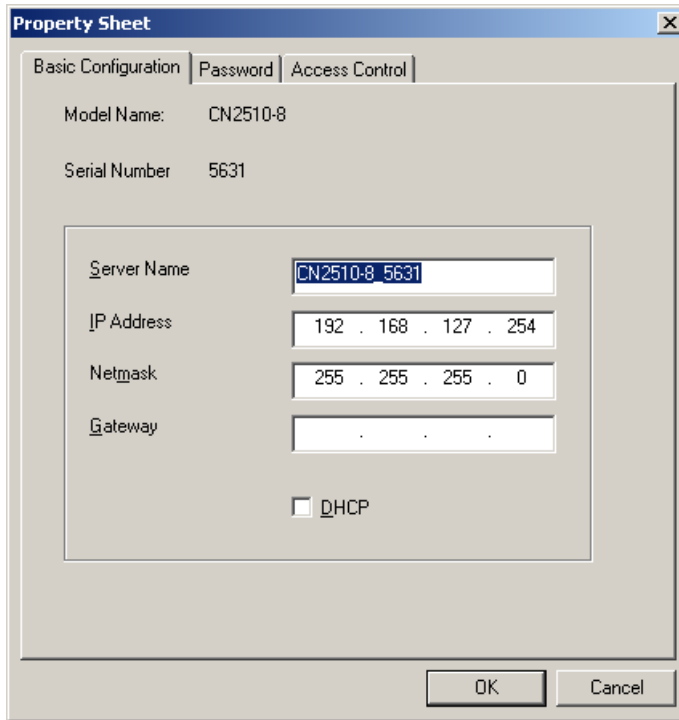 Property Sheet
Basic Configuration Password Access Control
Model Name: CN2510-8
Serial Number 5631
Server Name CN2510-8_5631
IP Address 192 . 168 . 127 . 254
Netmask 255 . 255 . 255 . 0
Gateway . . .
DHCP
OK Cancel